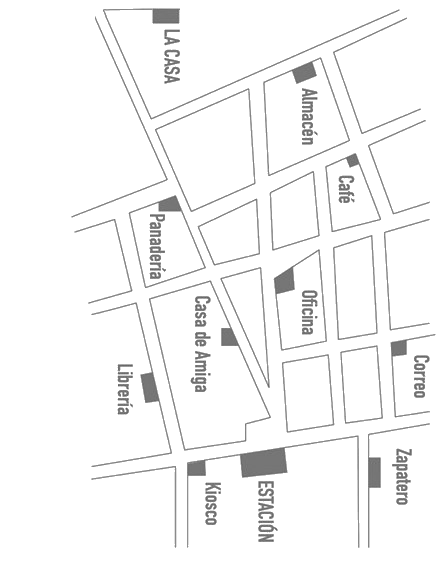 LA CASA
Almacén
Café
Panadería
Oficina
Casa de Amiga
Correo
Librería
Zapatero
Kiosco
ESTACIÓN